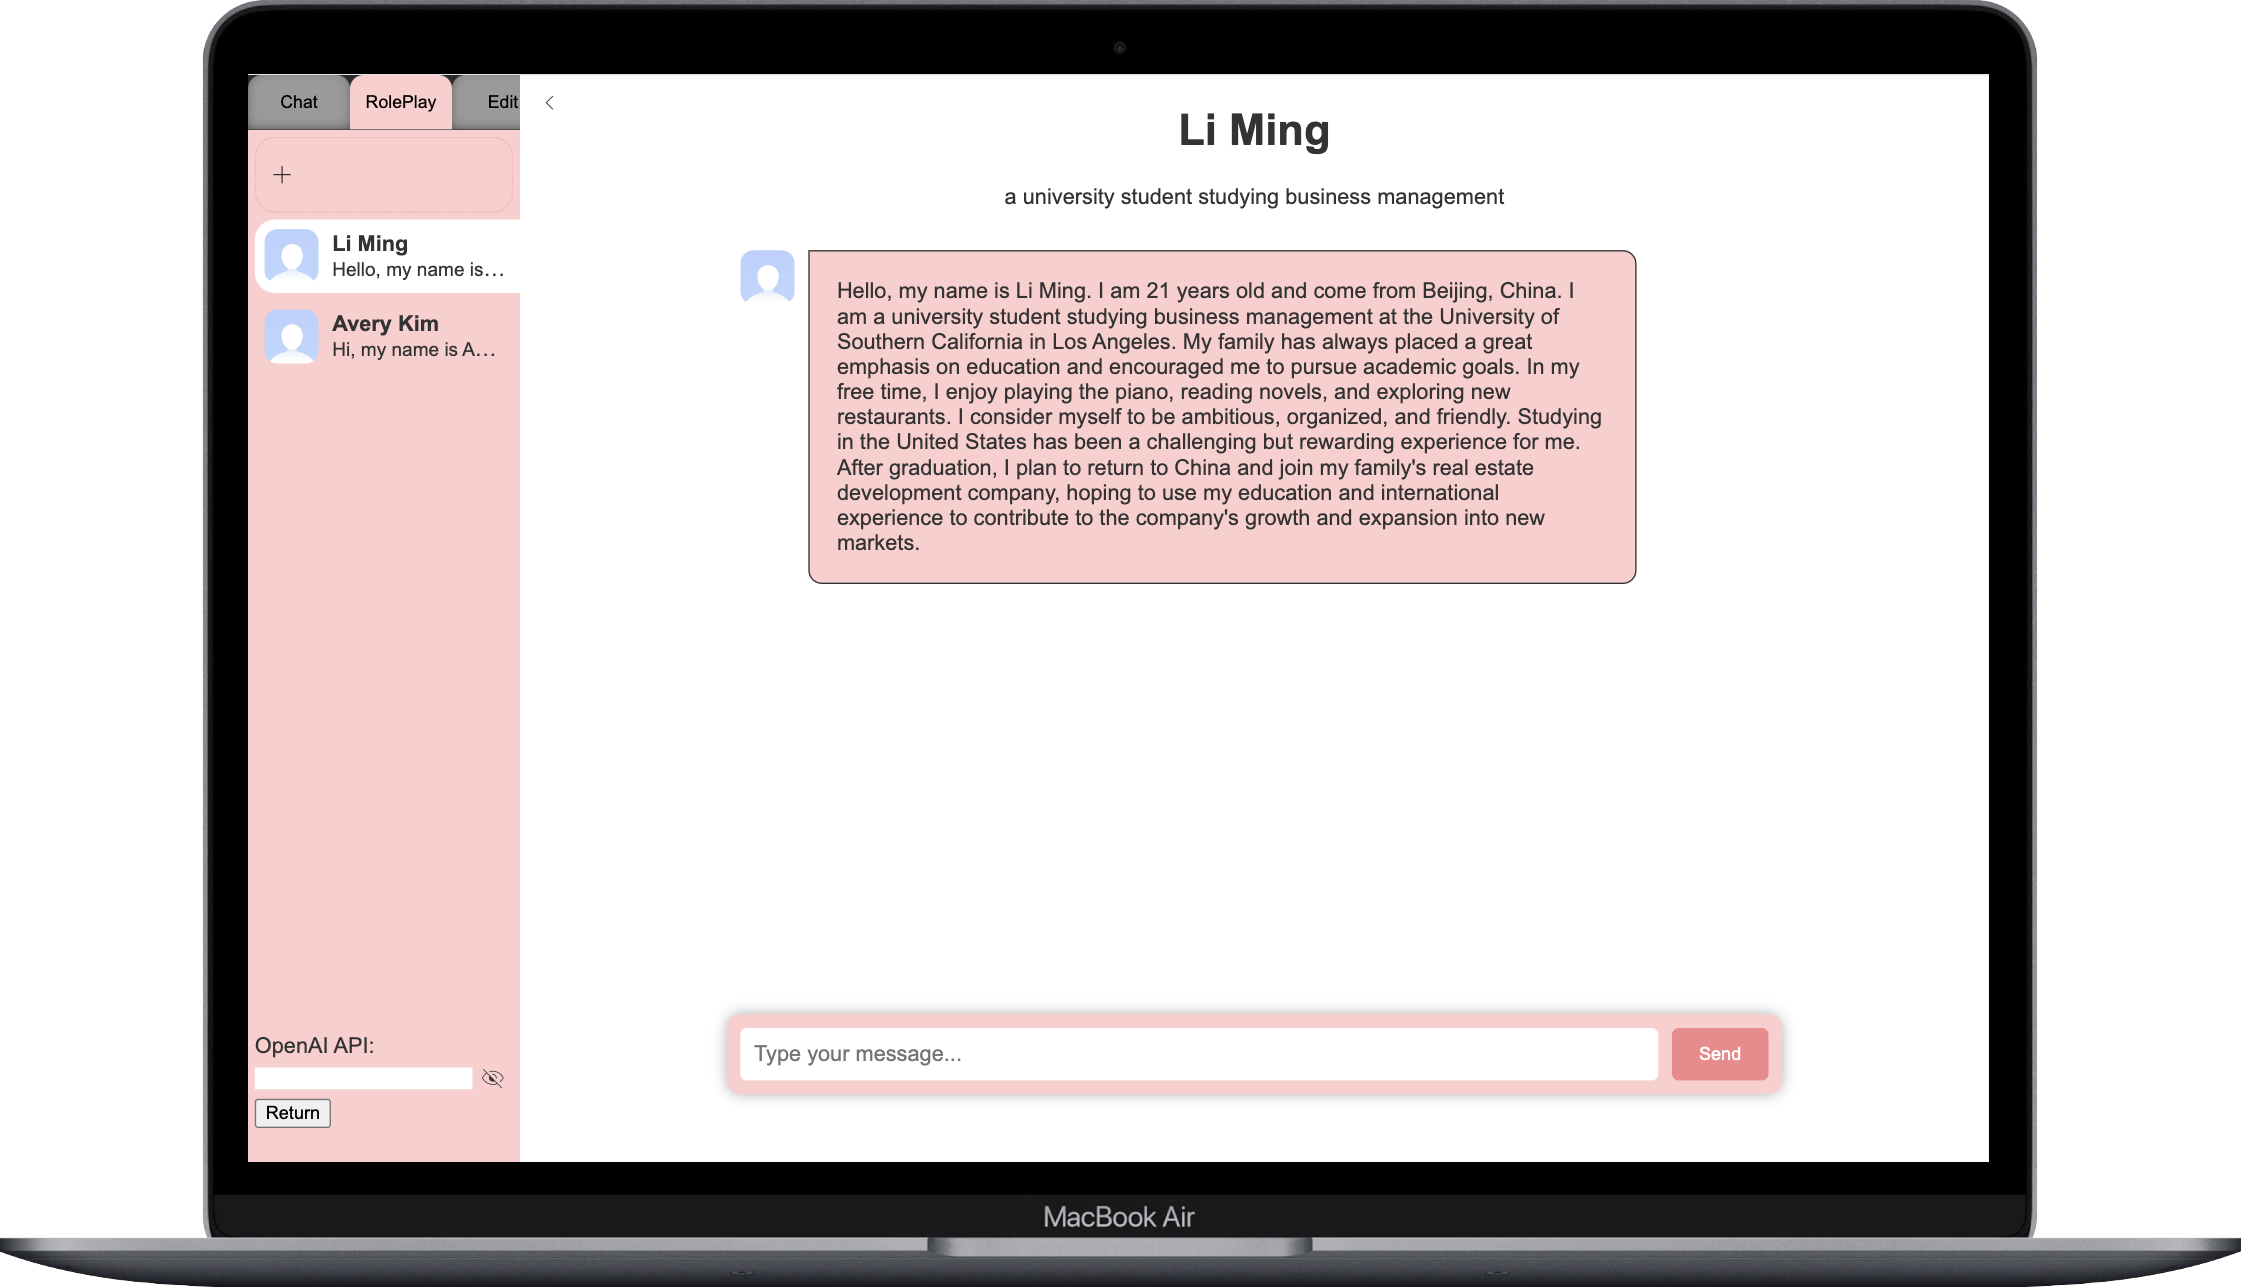 Chat
RolePlay
Edit
Li Ming
Hello, my name is...
Avery Kim
Hi, my name is A...
OpenAI API:
Return
Li Ming
a university student studying business management
Hello, my name is Li Ming. I am 21 years old and come from Beijing, China. I
am a university student studying business management at the University of
Southern California in Los Angeles. My family has always placed a great
emphasis on education and encouraged me to pursue academic goals. In my
free time, I enjoy playing the piano, reading novels, and exploring new
restaurants. I consider myself to be ambitious, organized, and friendly. Studying
in the United States has been a challenging but rewarding experience for me.
After graduation, I plan to return to China and join my family's real estate
development company, hoping to use my education and international
experience to contribute to the company's growth and expansion into new
markets.
Type your message...
Send
MacBook Air